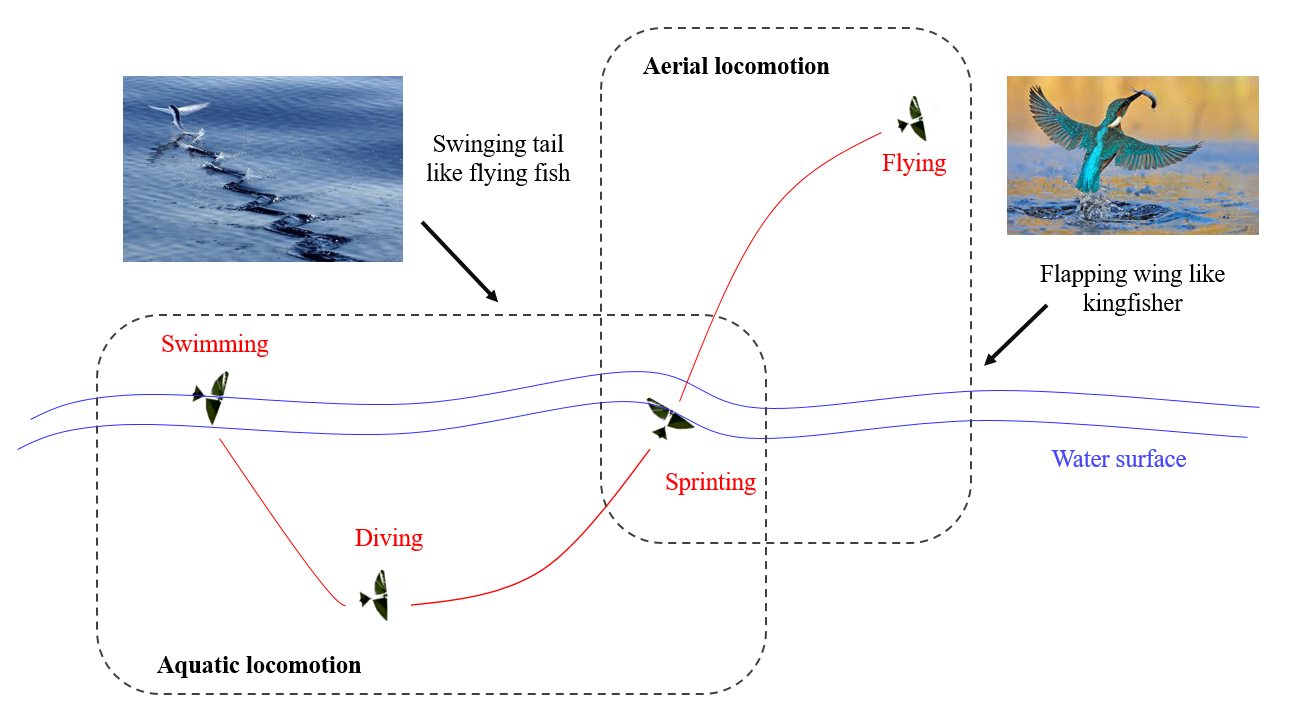 Aerial locomotion
Swinging tail
like flying fish
Flying
Flapping wing like
kingfisher
Swimming
Water surface
Sprinting
Diving
Aquatic locomotion